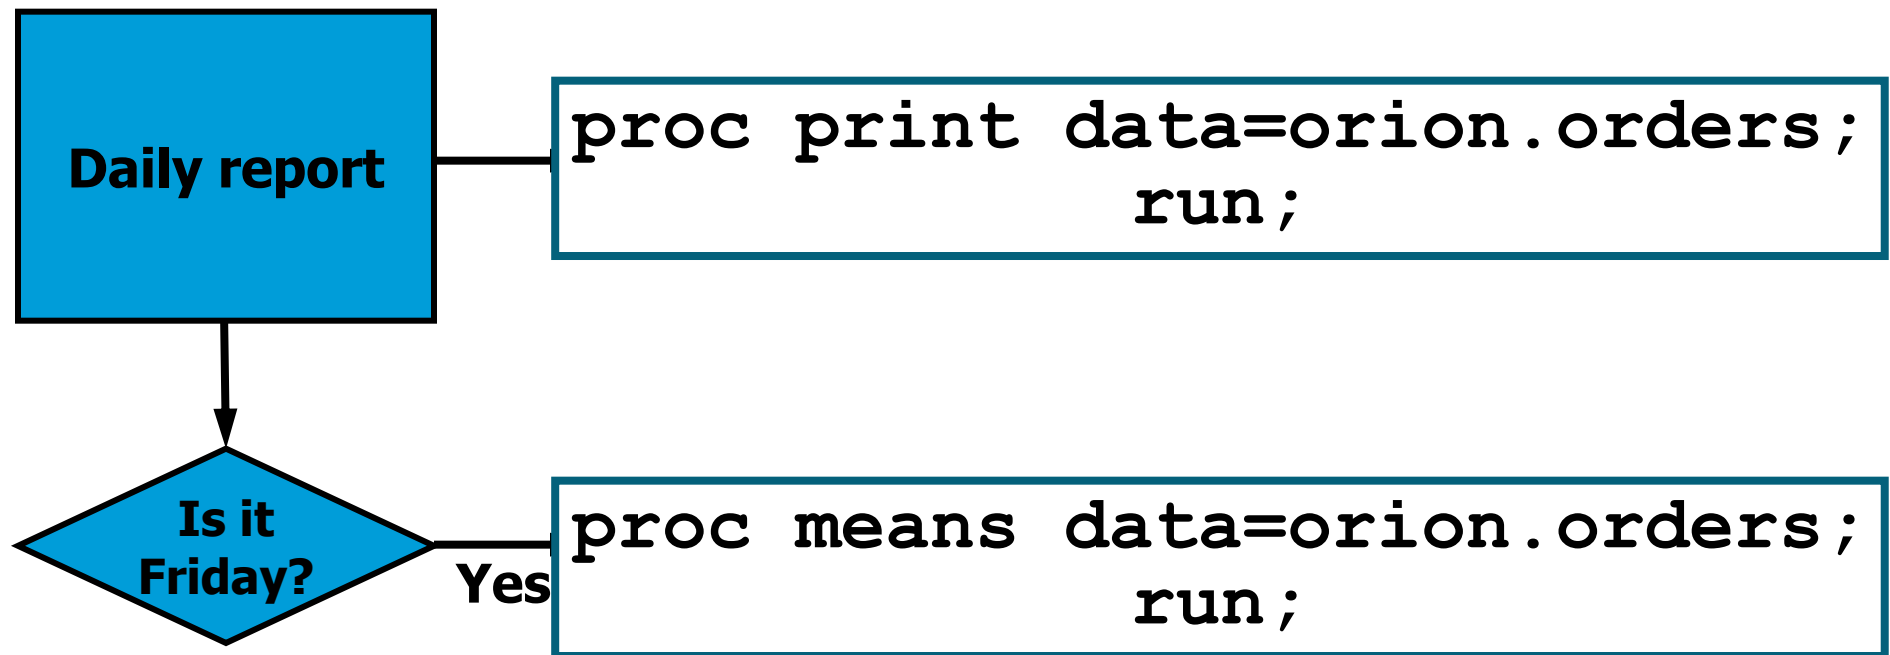 Daily report
proc print data=orion.orders;
run;
Is it
Friday?
Yes
proc means data=orion.orders;
run;